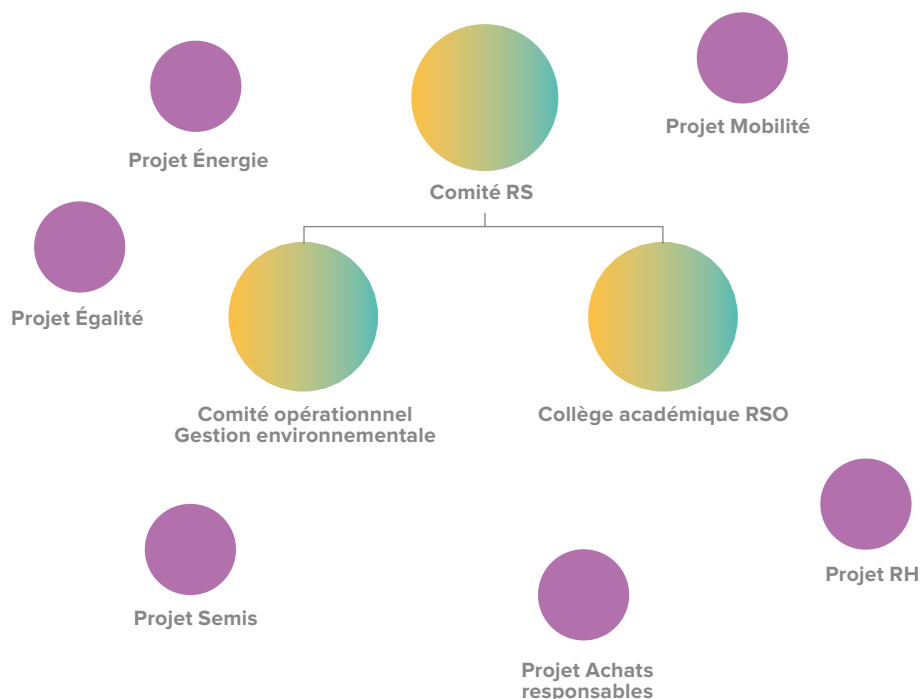 Projet Mobilité
Projet Énergie
Comité RS
Projet Égalité
Comité opérationnnel
Gestion environnementale
Collège académique RSO
Projet RH
Projet Semis
Projet Achats
responsables